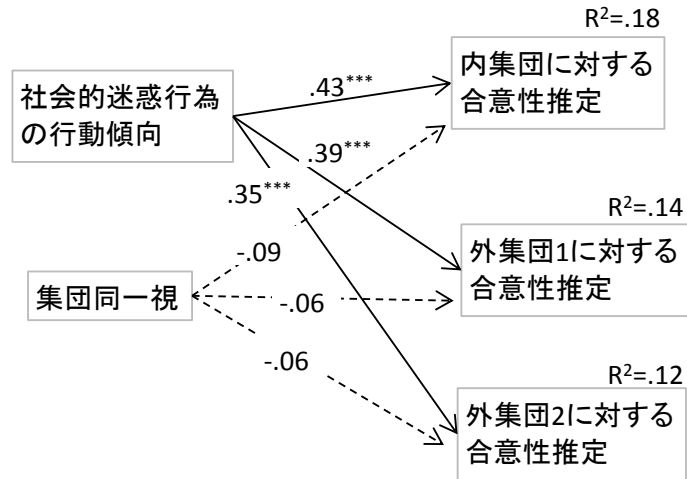 R²=.18
内集団に対する
合意性推定
社会的迷惑行為
の行動傾向
.43***
.39***
.35***
R²=.14
外集団1に対する
合意性推定
-.09
集団同一視
-.06
-.06
R²=.12
外集団2に対する
合意性推定